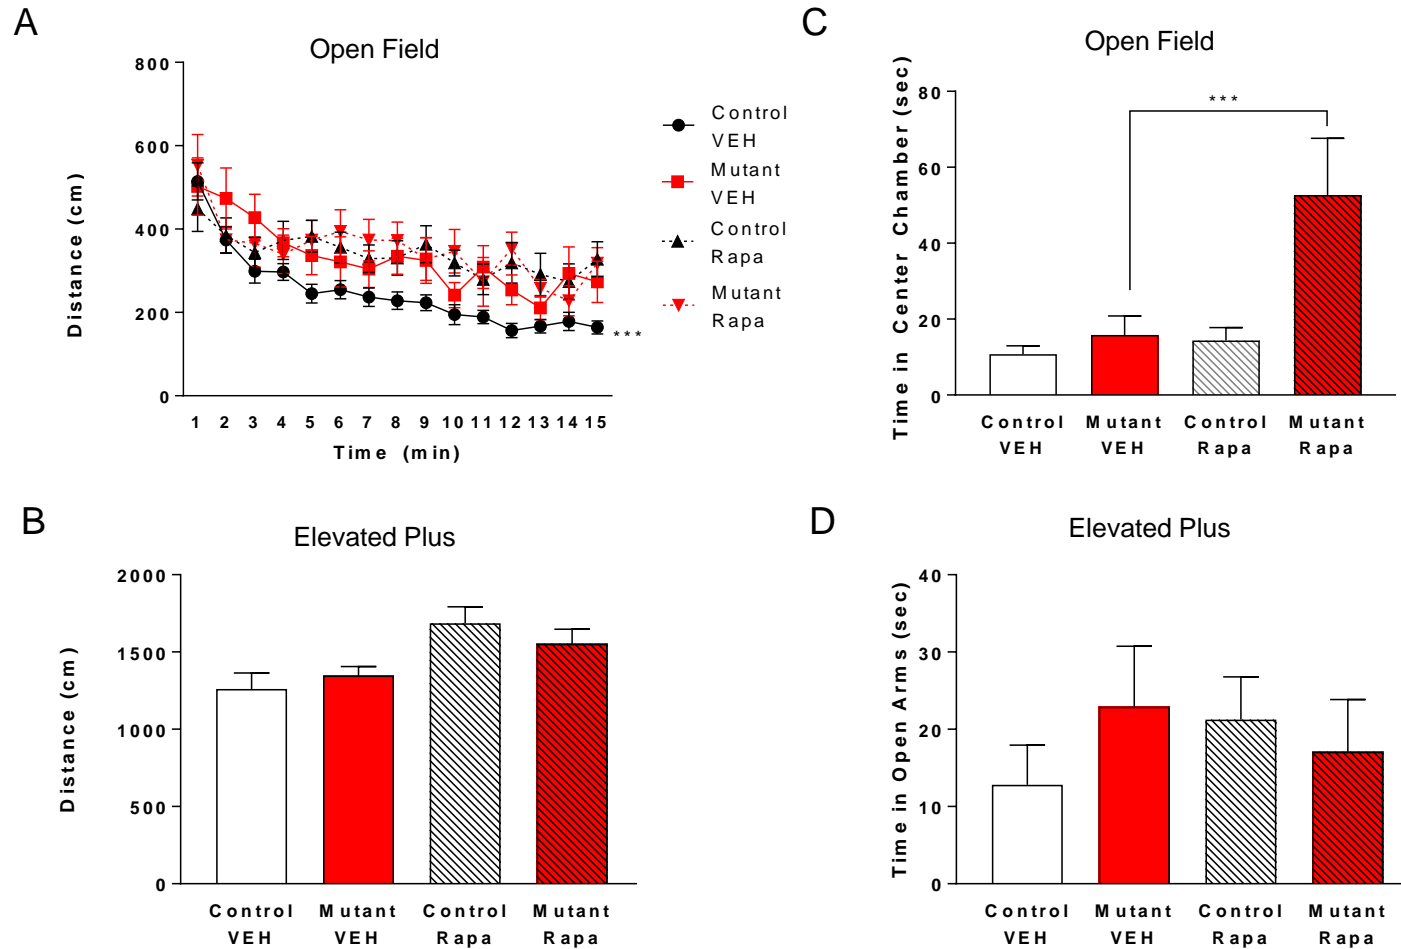 A
Open Field
Distance (cm)
800
600
400
200
0
1 2 3 4 5 6 7 8 9 10 11 12 13 14 15
Time (min)
***
Control
VEH
Mutant
VEH
Control
Rapa
Mutant
Rapa
C
Open Field
Time in Center Chamber (sec)
80
60
40
20
0
***
Control Mutant Control Mutant
VEH VEH Rapa Rapa
B
Elevated Plus
Distance (cm)
2000
1500
1000
500
0
Control Mutant Control Mutant
VEH VEH Rapa Rapa
D
Elevated Plus
Time in Open Arms (sec)
40
30
20
10
0
Control Mutant Control Mutant
VEH VEH Rapa Rapa